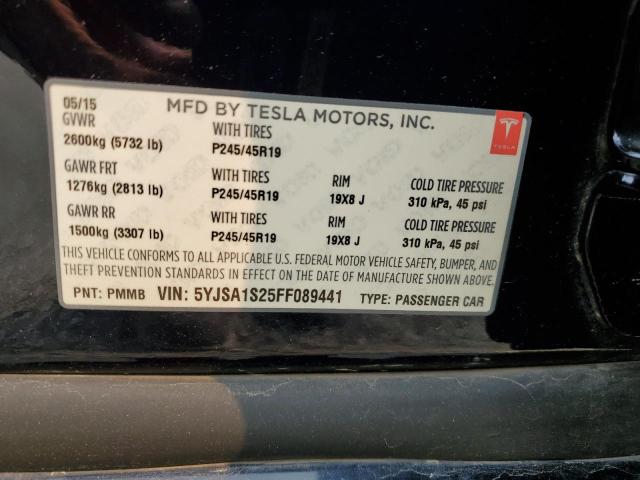 05/15 MFD BY TESLA MOTORS, INC.
GVWR WITH TIRES
2600kg (5732 lb) P245/45R19
TESLA
GAWR FRT WITH TIRES RIM COLD TIRE PRESSURE
1276kg (2813 lb) P245/45R19 19X8 J 310 kPa, 45 psi
GAWR RR WITH TIRES RIM COLD TIRE PRESSURE
1500kg (3307 lb) P245/45R19 19X8 J 310 kPa, 45 psi
THIS VEHICLE CONFORMS TO ALL APPLICABLE U.S. FEDERAL MOTOR VEHICLE SAFETY, BUMPER, AND
THEFT PREVENTION STANDARDS IN EFFECT ON THE DATE OF MANUFACTURE SHOWN ABOVE.
PNT: PMMB VIN: 5YJSA1S25FF089441 TYPE: PASSENGER CAR